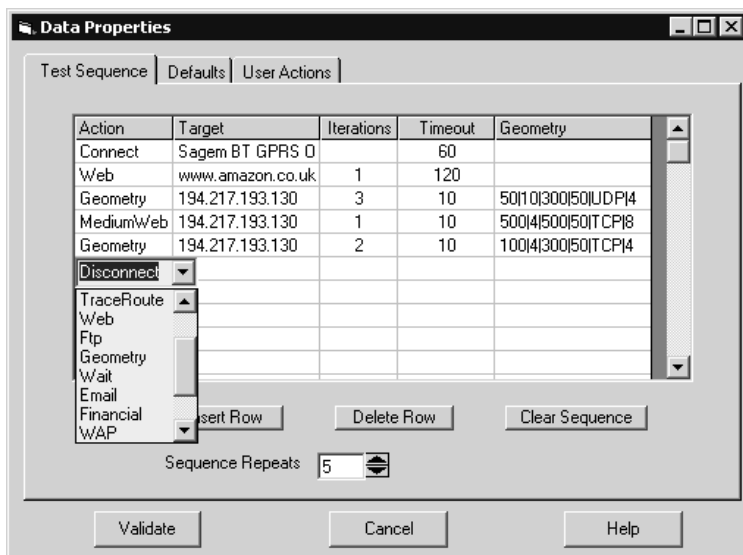 Data Properties
Test Sequence Defaults User Actions
Action Target Iterations Timeout Geometry
Connect Sagem BT GPRS O 60
Web www.amazon.co.uk 1 120
Geometry 194.217.193.130 3 10 50|10|300|50|UDP|4
MediumWeb 194.217.193.130 1 10 500|4|500|50|TCP|8
Geometry 194.217.193.130 2 10 100|4|300|50|TCP|4
Disconnect
TraceRoute
Web
Ftp
Geometry
Wait
Email
Financial
WAP
sert Row Delete Row Clear Sequence
Sequence Repeats 5
Validate Cancel Help